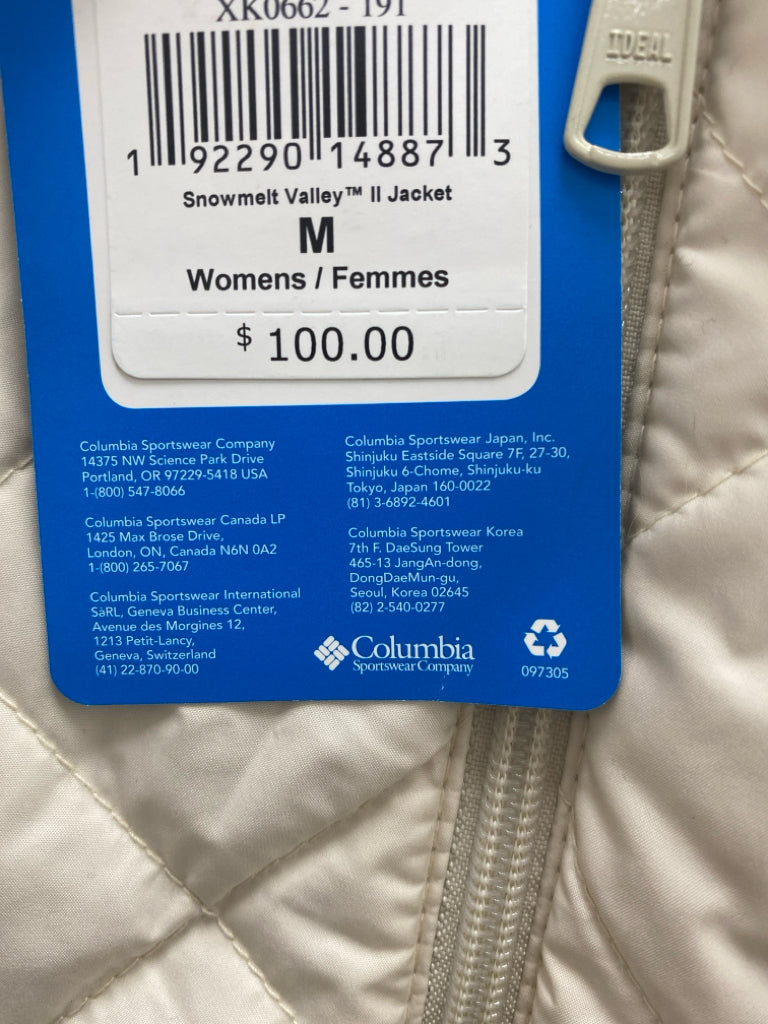 XK0662 - 191
1 92290 14887 3
Snowmelt Valley™ II Jacket
M
Womens / Femmes
$ 100.00
Columbia Sportswear Company
14375 NW Science Park Drive
Portland, OR 97229-5418 USA
1-(800) 547-8066
Columbia Sportswear Canada LP
1425 Max Brose Drive,
London, ON, Canada N6N 0A2
1-(800) 265-7067
Columbia Sportswear International
SàRL, Geneva Business Center,
Avenue des Morgines 12,
1213 Petit-Lancy,
Geneva, Switzerland
(41) 22-870-90-00
Columbia Sportswear Japan, Inc.
Shinjuku Eastside Square 7F, 27-30,
Shinjuku 6-Chome, Shinjuku-ku
Tokyo, Japan 160-0022
(81) 3-6892-4601
Columbia Sportswear Korea
7th F. DaeSung Tower
465-13 JangAn-dong,
DongDaeMun-gu,
Seoul, Korea 02645
(82) 2-540-0277
Columbia
Sportswear Company
097305
IDEAL